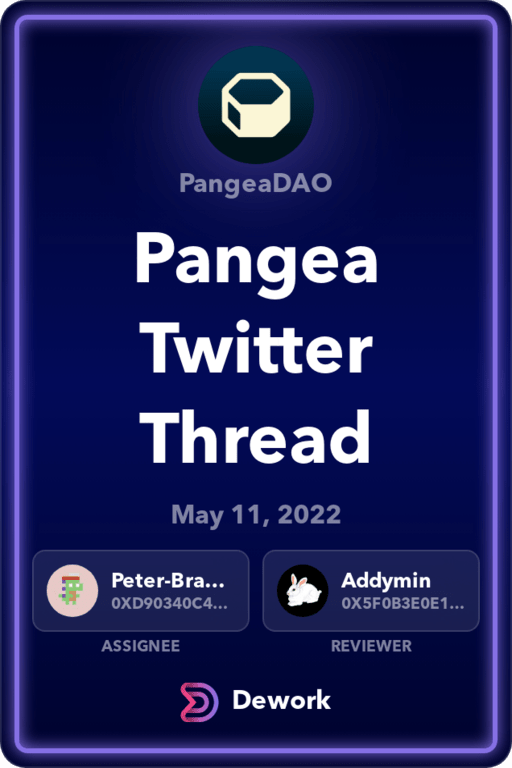 PangeaDAO
Pangea
Twitter
Thread
May 11, 2022
Peter-Bra...
0XD90340C4...
Addymin
0X5F0B3E0E1...
ASSIGNEE
REVIEWER
Dework